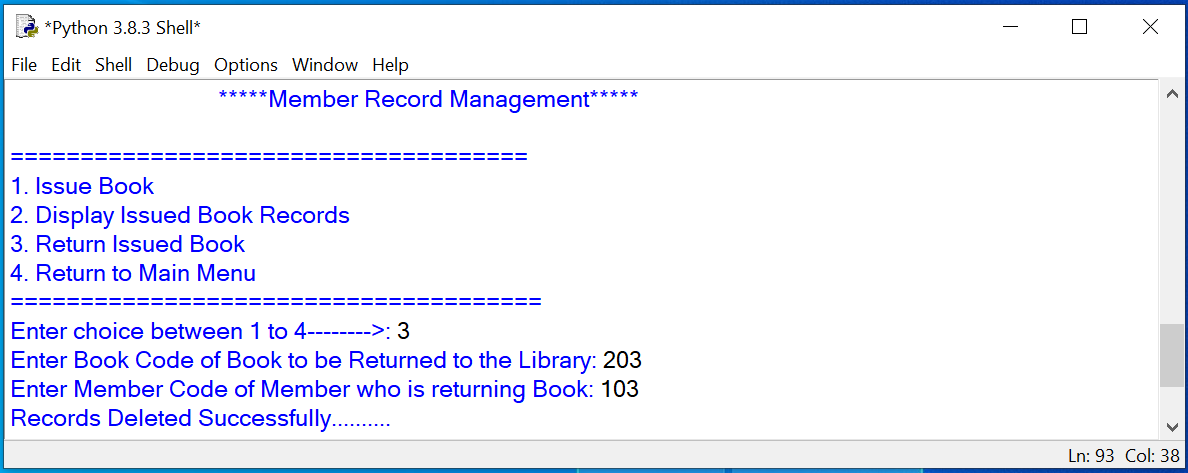 *Python 3.8.3 Shell*
File Edit Shell Debug Options Window Help
*****Member Record Management*****
=====================================
1. Issue Book
2. Display Issued Book Records
3. Return Issued Book
4. Return to Main Menu
======================================
Enter choice between 1 to 4-------->: 3
Enter Book Code of Book to be Returned to the Library: 203
Enter Member Code of Member who is returning Book: 103
Records Deleted Successfully..........
Ln: 93 Col: 38